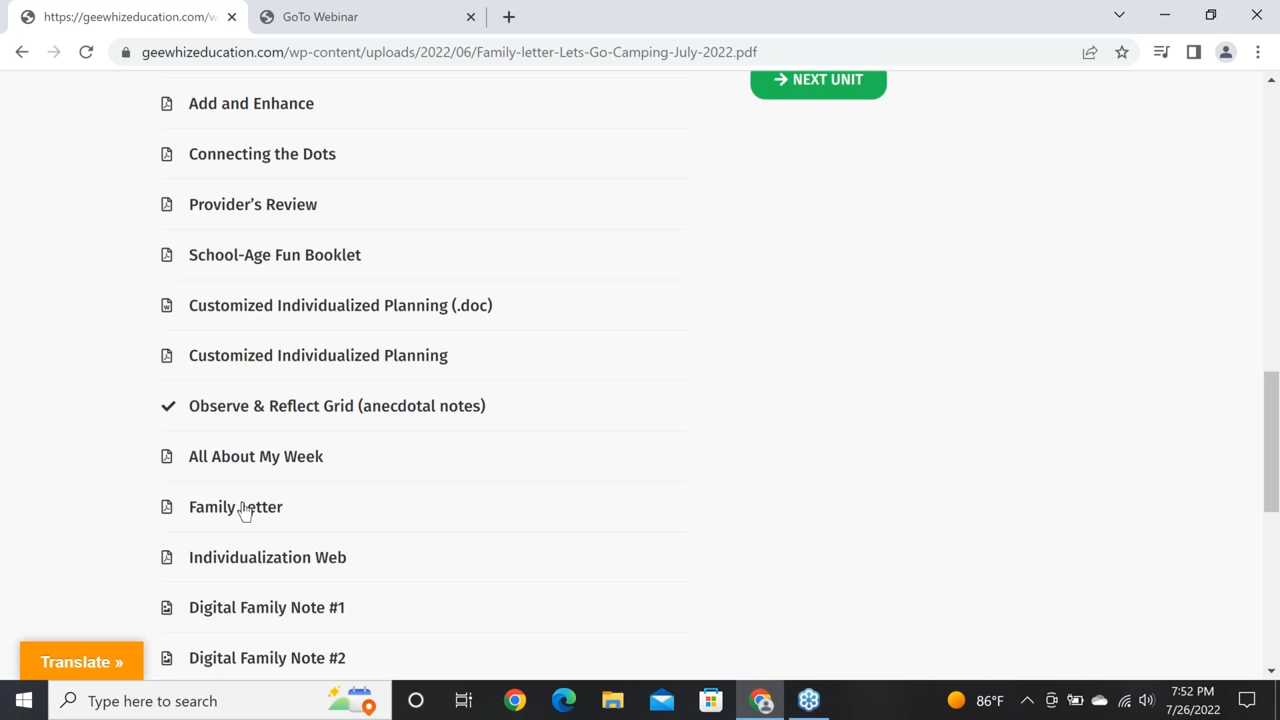 https://geewhizeducation.com/w
GoTo Webinar
geewhizeducation.com/wp-content/uploads/2022/06/Family-letter-Lets-Go-Camping-July-2022.pdf
→ NEXT UNIT
Add and Enhance
Connecting the Dots
Provider's Review
School-Age Fun Booklet
Customized Individualized Planning (.doc)
Customized Individualized Planning
Observe & Reflect Grid (anecdotal notes)
All About My Week
Family Letter
Individualization Web
Digital Family Note #1
Translate »
Digital Family Note #2
Type here to search
86°F
7:52 PM
7/26/2022